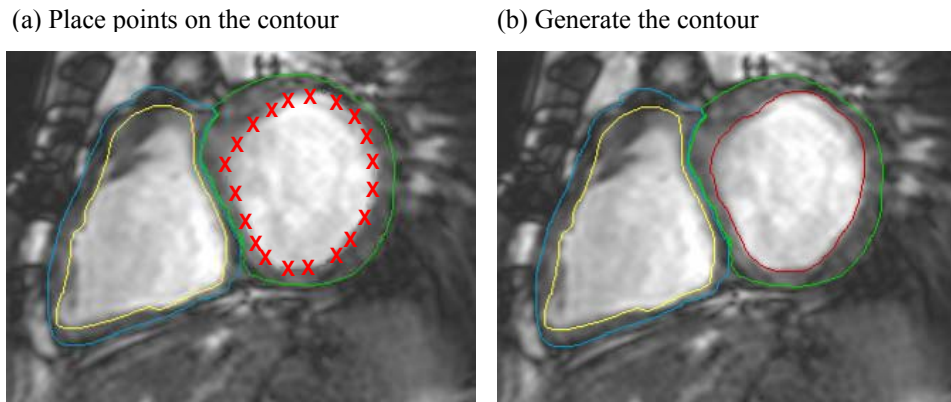 (a) Place points on the contour
(b) Generate the contour
X X X X X X X X X X X X X X X X X X X X X X X